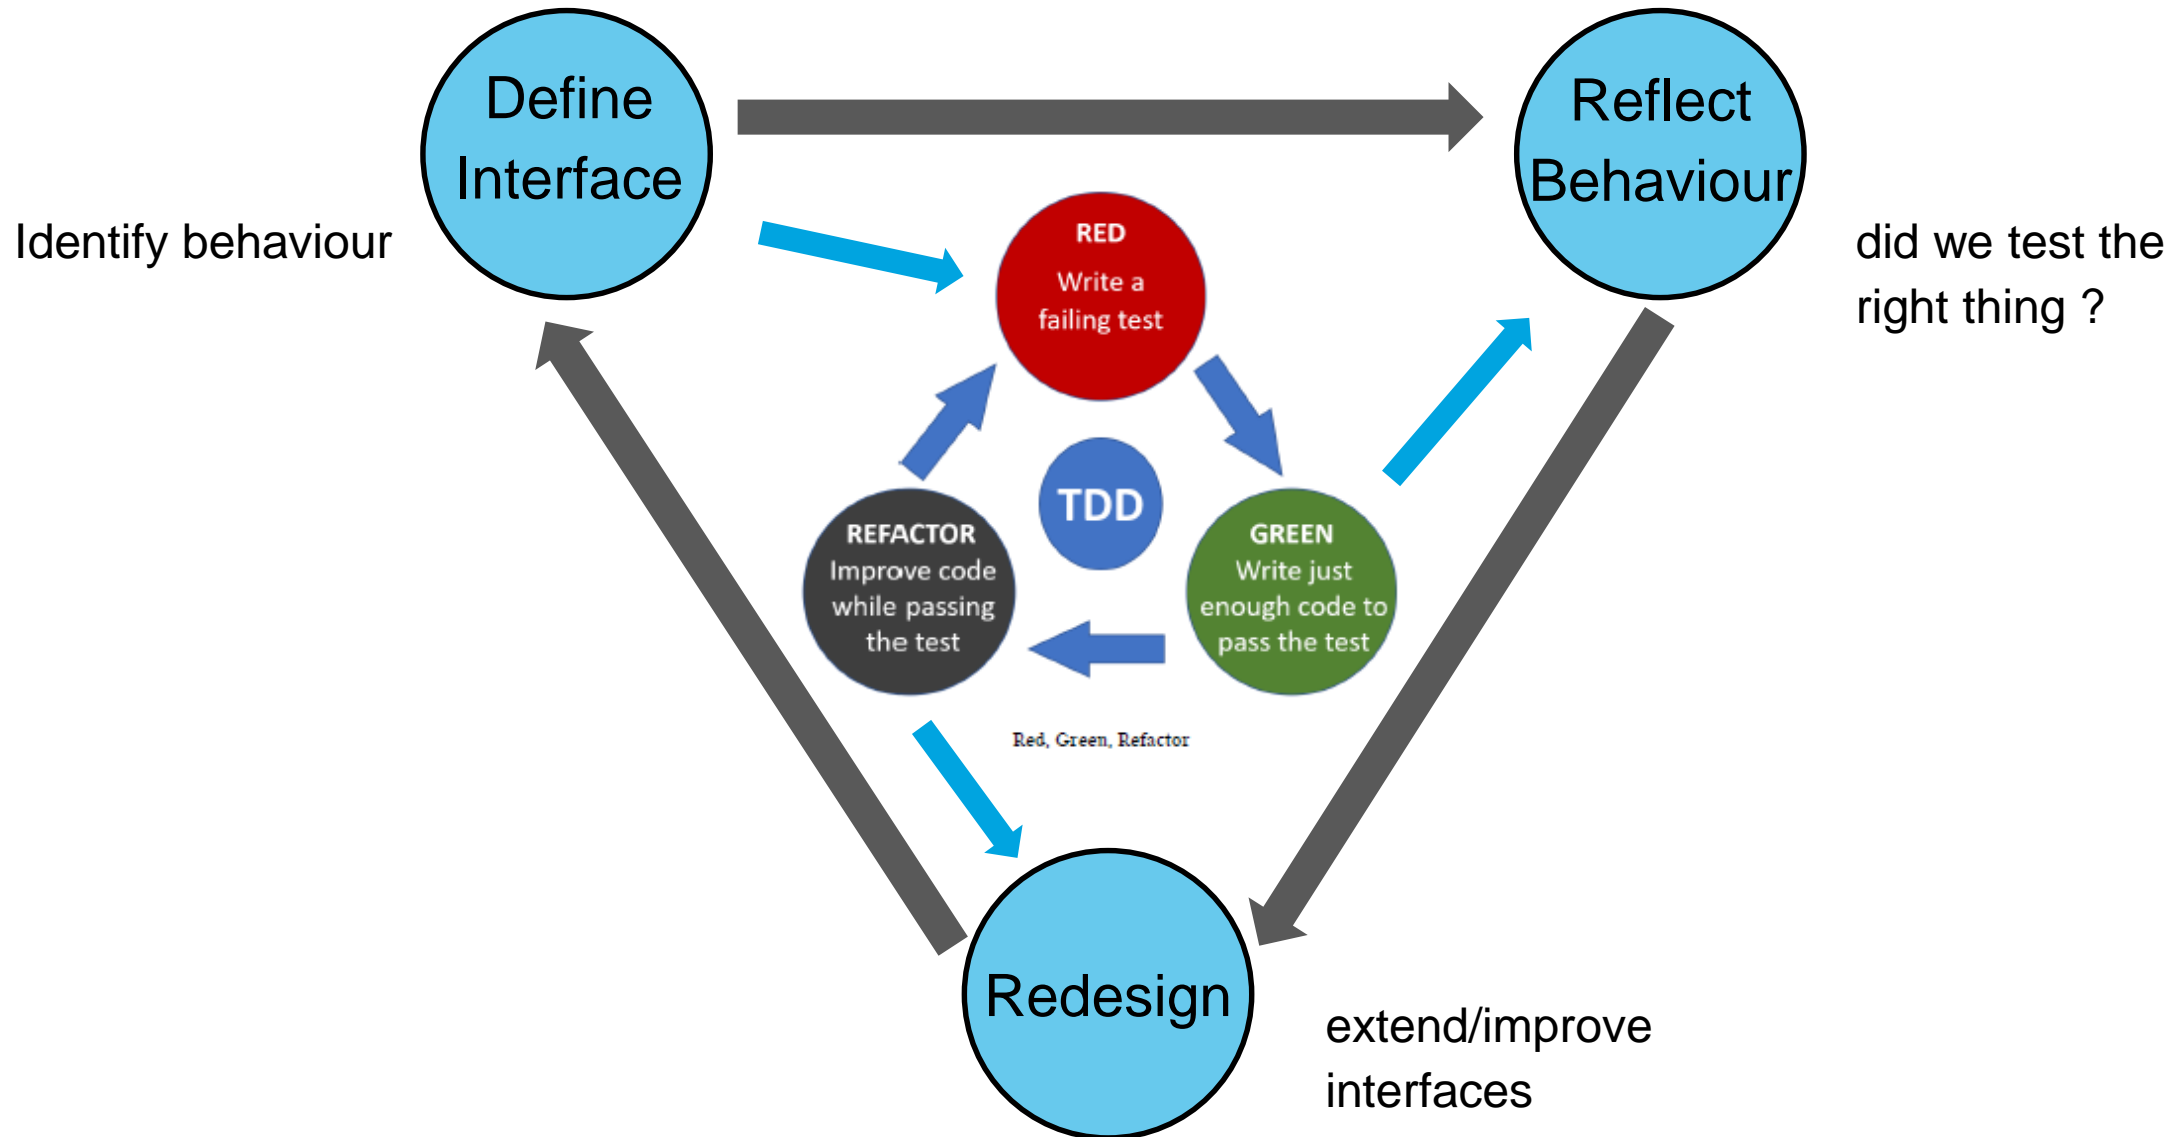 Define
Interface
Reflect
Behaviour
Identify behaviour
did we test the
right thing ?
RED
Write a
failing test
TDD
REFACTOR
Improve code
while passing
the test
GREEN
Write just
enough code to
pass the test
Red, Green, Refactor
Redesign
extend/improve
interfaces